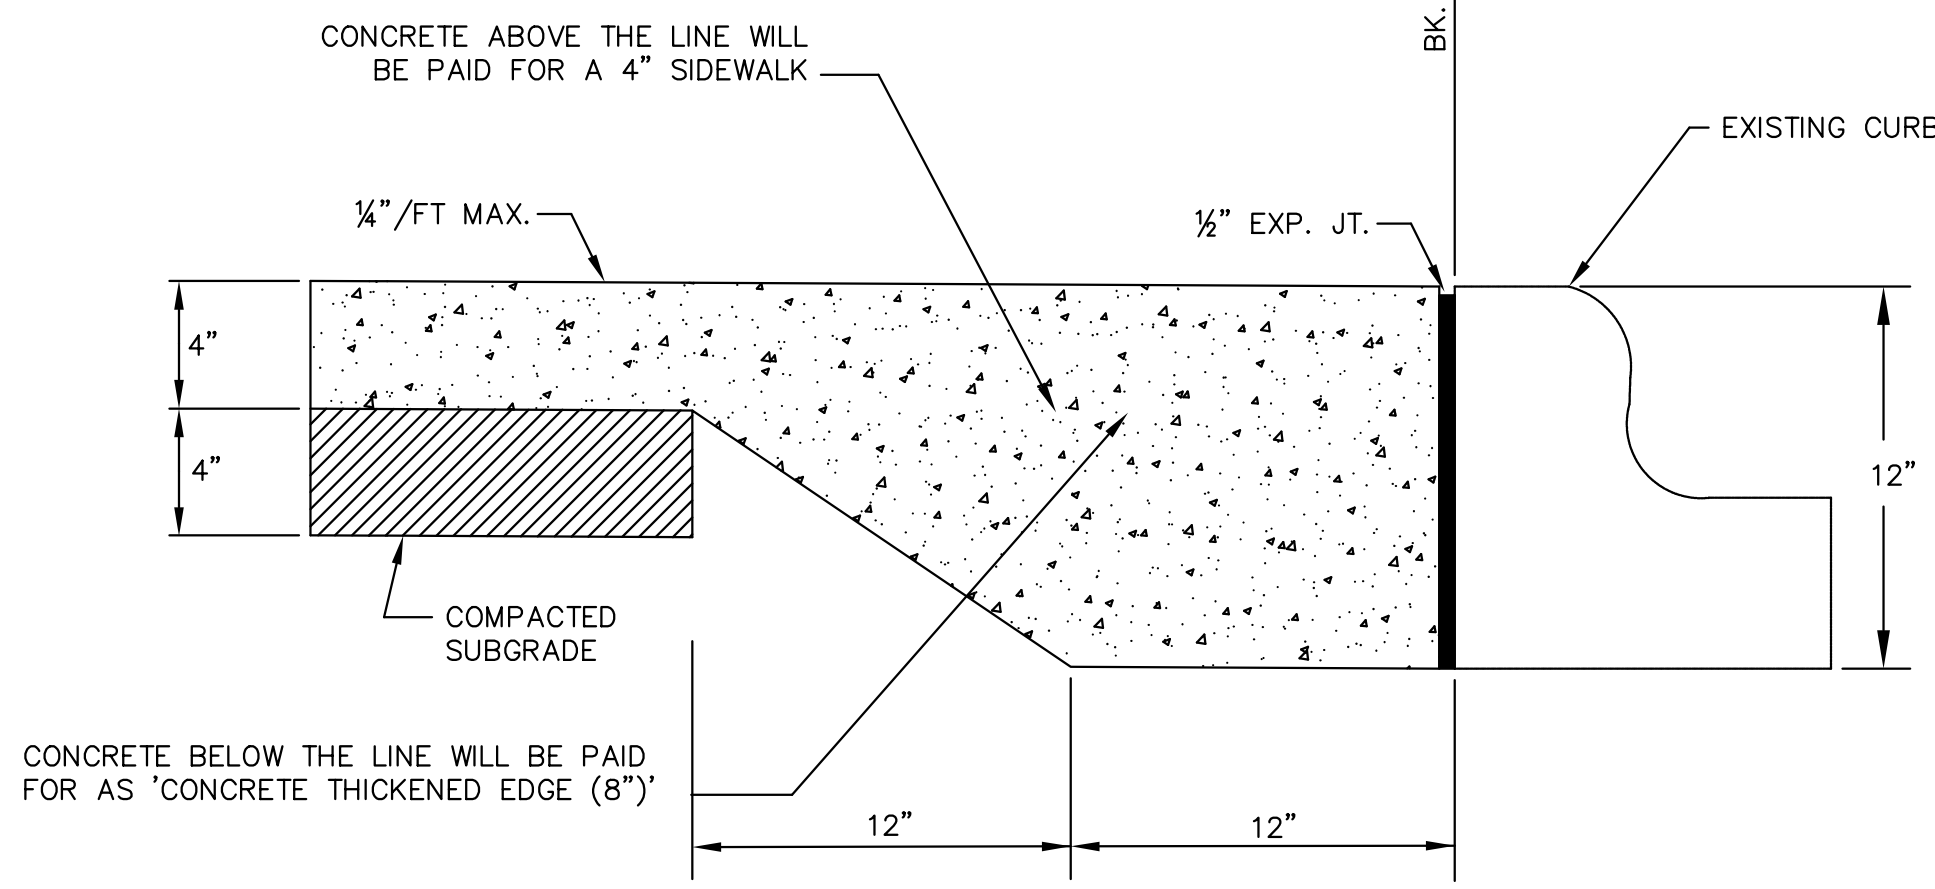 CONCRETE ABOVE THE LINE WILL
BE PAID FOR A 4" SIDEWALK
BK.
EXISTING CURB
¼"/FT MAX.
½" EXP. JT.
4"
4"
12"
COMPACTED
SUBGRADE
CONCRETE BELOW THE LINE WILL BE PAID
FOR AS 'CONCRETE THICKENED EDGE (8")'
12"
12"